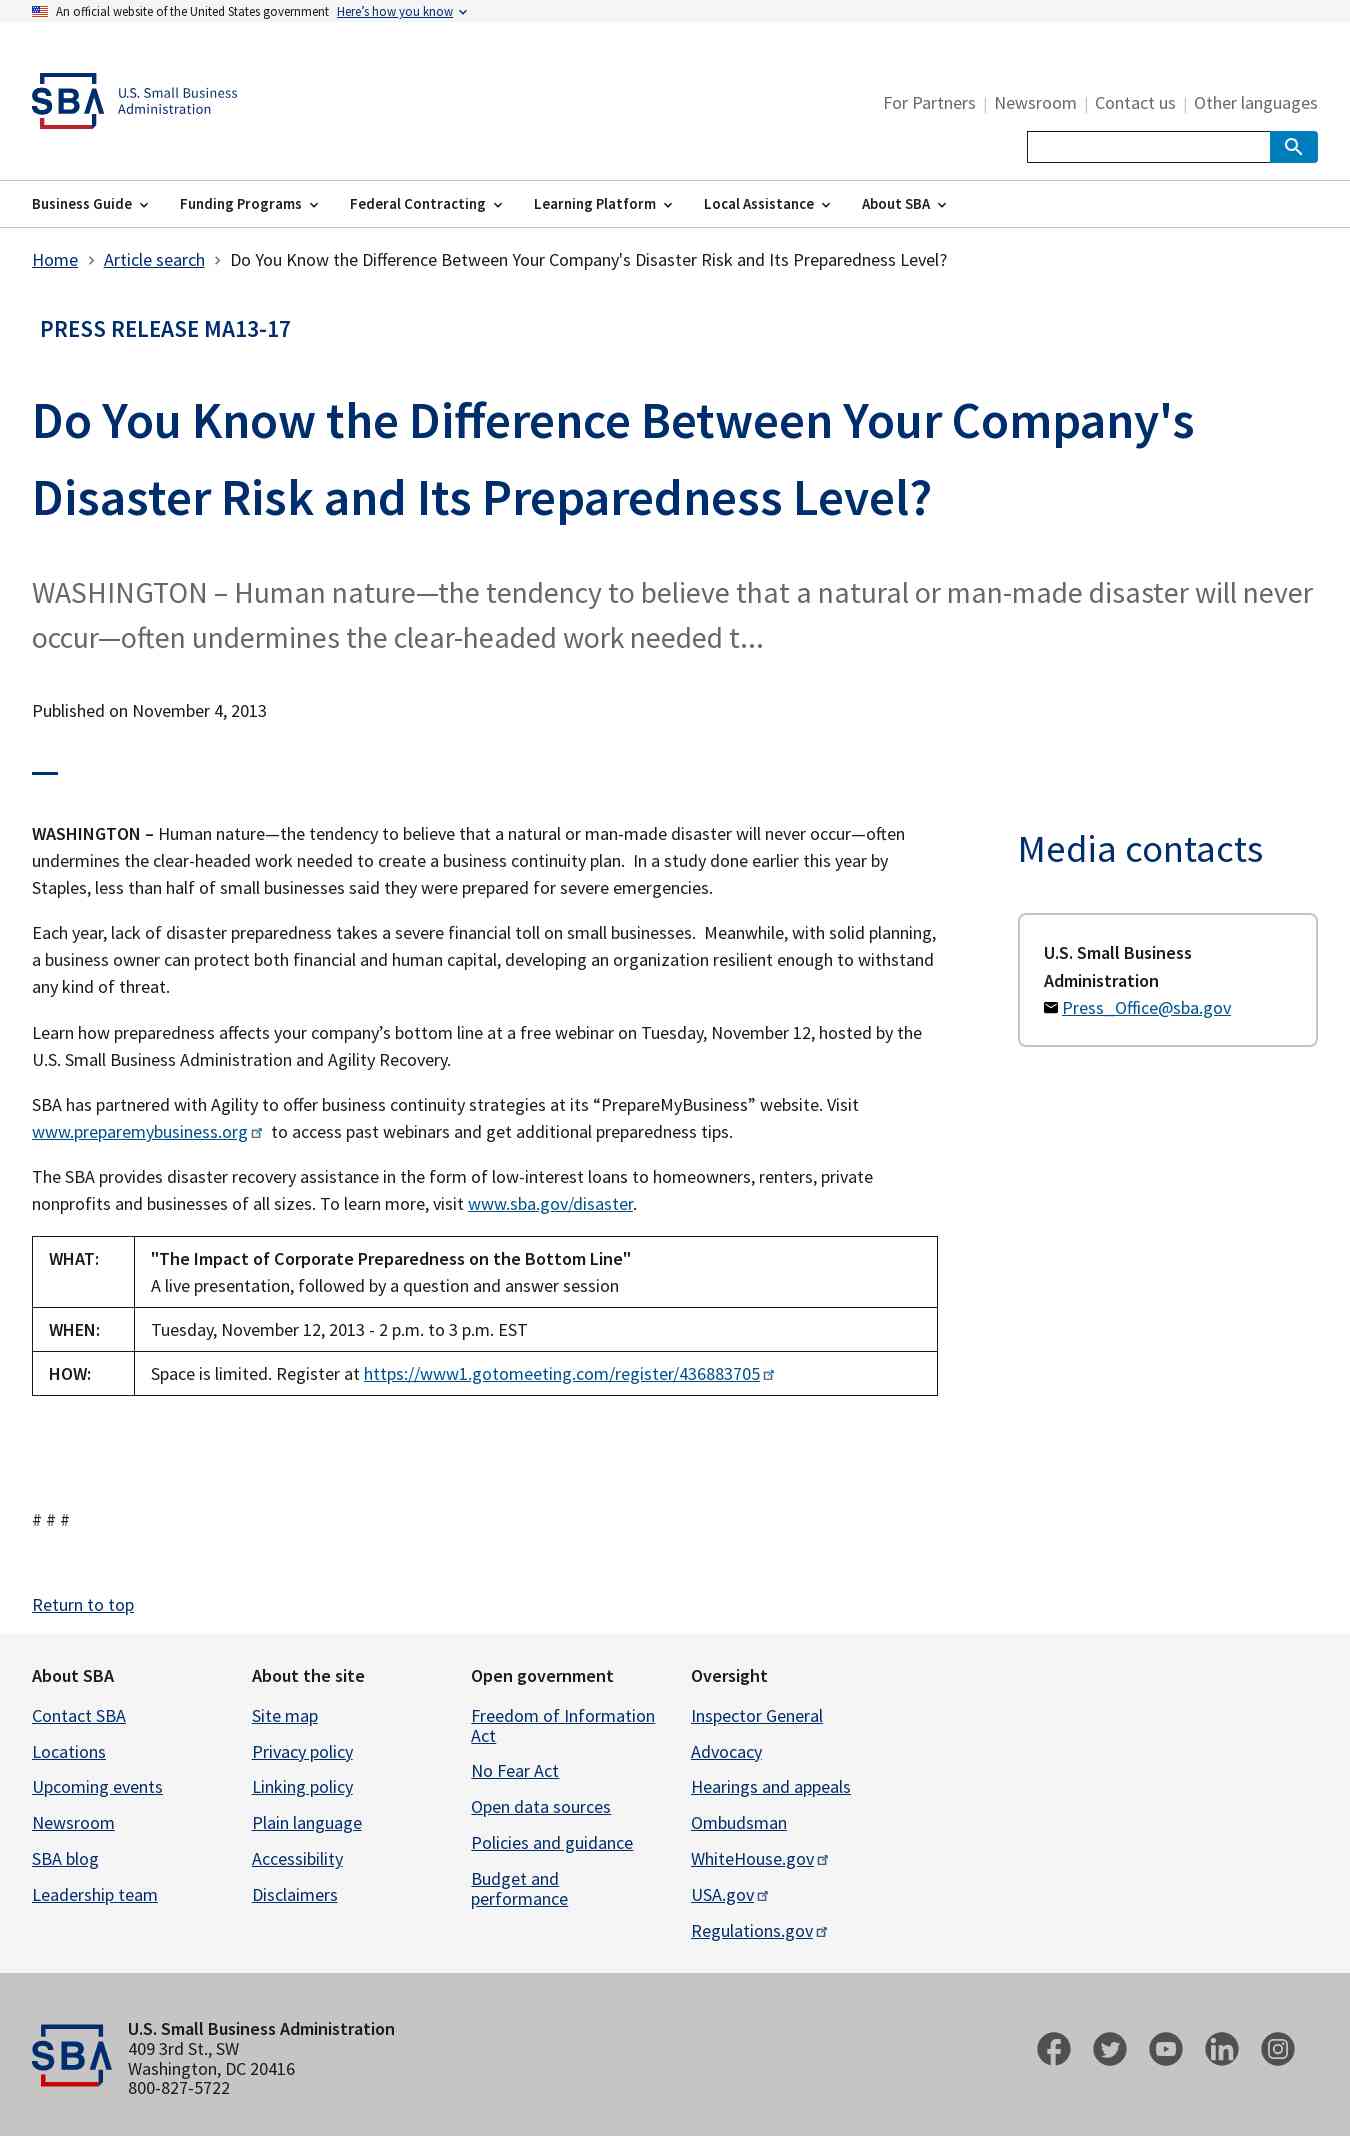 An official website of the United States government Here’s how you know
SBA U.S. Small Business
Administration
For Partners | Newsroom | Contact us | Other languages
Business Guide Funding Programs Federal Contracting Learning Platform Local Assistance About SBA
Home > Article search > Do You Know the Difference Between Your Company's Disaster Risk and Its Preparedness Level?
PRESS RELEASE MA13-17
Do You Know the Difference Between Your Company's
Disaster Risk and Its Preparedness Level?
WASHINGTON – Human nature—the tendency to believe that a natural or man-made disaster will never
occur—often undermines the clear-headed work needed t...
Published on November 4, 2013
WASHINGTON – Human nature—the tendency to believe that a natural or man-made disaster will never occur—often
undermines the clear-headed work needed to create a business continuity plan.  In a study done earlier this year by
Staples, less than half of small businesses said they were prepared for severe emergencies.
Each year, lack of disaster preparedness takes a severe financial toll on small businesses.  Meanwhile, with solid planning,
a business owner can protect both financial and human capital, developing an organization resilient enough to withstand
any kind of threat.
Learn how preparedness affects your company’s bottom line at a free webinar on Tuesday, November 12, hosted by the
U.S. Small Business Administration and Agility Recovery.
SBA has partnered with Agility to offer business continuity strategies at its “PrepareMyBusiness” website. Visit
www.preparemybusiness.org to access past webinars and get additional preparedness tips.
The SBA provides disaster recovery assistance in the form of low-interest loans to homeowners, renters, private
nonprofits and businesses of all sizes. To learn more, visit www.sba.gov/disaster.
WHAT: "The Impact of Corporate Preparedness on the Bottom Line"
A live presentation, followed by a question and answer session
WHEN: Tuesday, November 12, 2013 - 2 p.m. to 3 p.m. EST
HOW: Space is limited. Register at https://www1.gotomeeting.com/register/436883705
# # #
Media contacts
U.S. Small Business
Administration
Press_Office@sba.gov
Return to top
About SBA
Contact SBA
Locations
Upcoming events
Newsroom
SBA blog
Leadership team
About the site
Site map
Privacy policy
Linking policy
Plain language
Accessibility
Disclaimers
Open government
Freedom of Information
Act
No Fear Act
Open data sources
Policies and guidance
Budget and
performance
Oversight
Inspector General
Advocacy
Hearings and appeals
Ombudsman
WhiteHouse.gov
USA.gov
Regulations.gov
SBA
U.S. Small Business Administration
409 3rd St., SW
Washington, DC 20416
800-827-5722